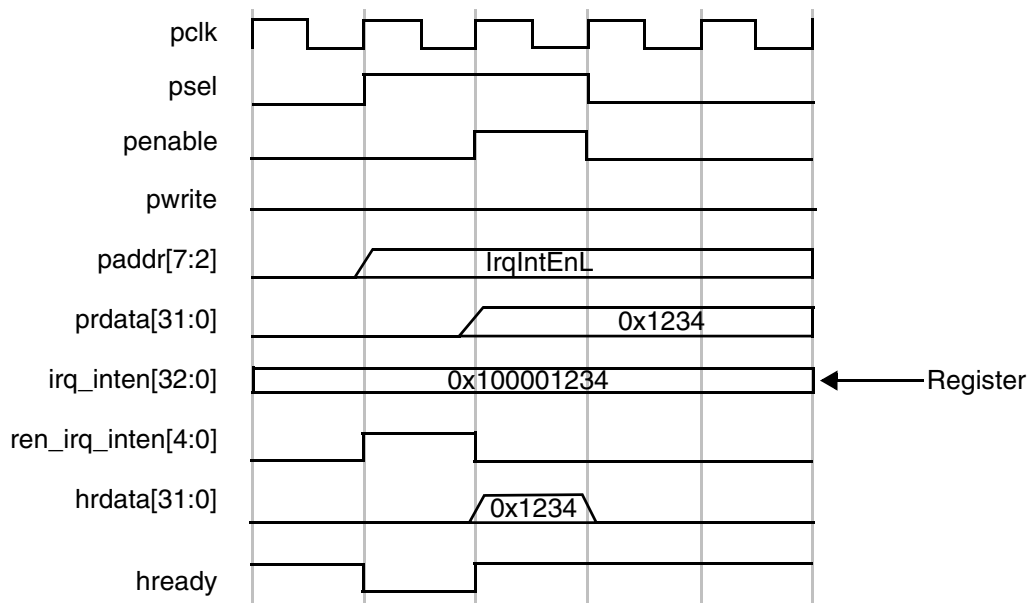 pclk
psel
penable
pwrite
paddr[7:2]
IrqIntEnL
prdata[31:0]
0x1234
irq_inten[32:0]
0x100001234
Register
ren_irq_inten[4:0]
hrdata[31:0]
0x1234
hready